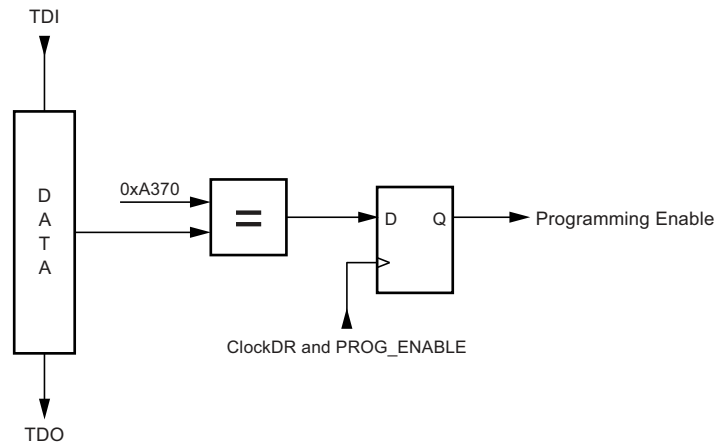 TDI
D
A
T
A
0xA370
=
D Q
Programming Enable
ClockDR and PROG_ENABLE
TDO